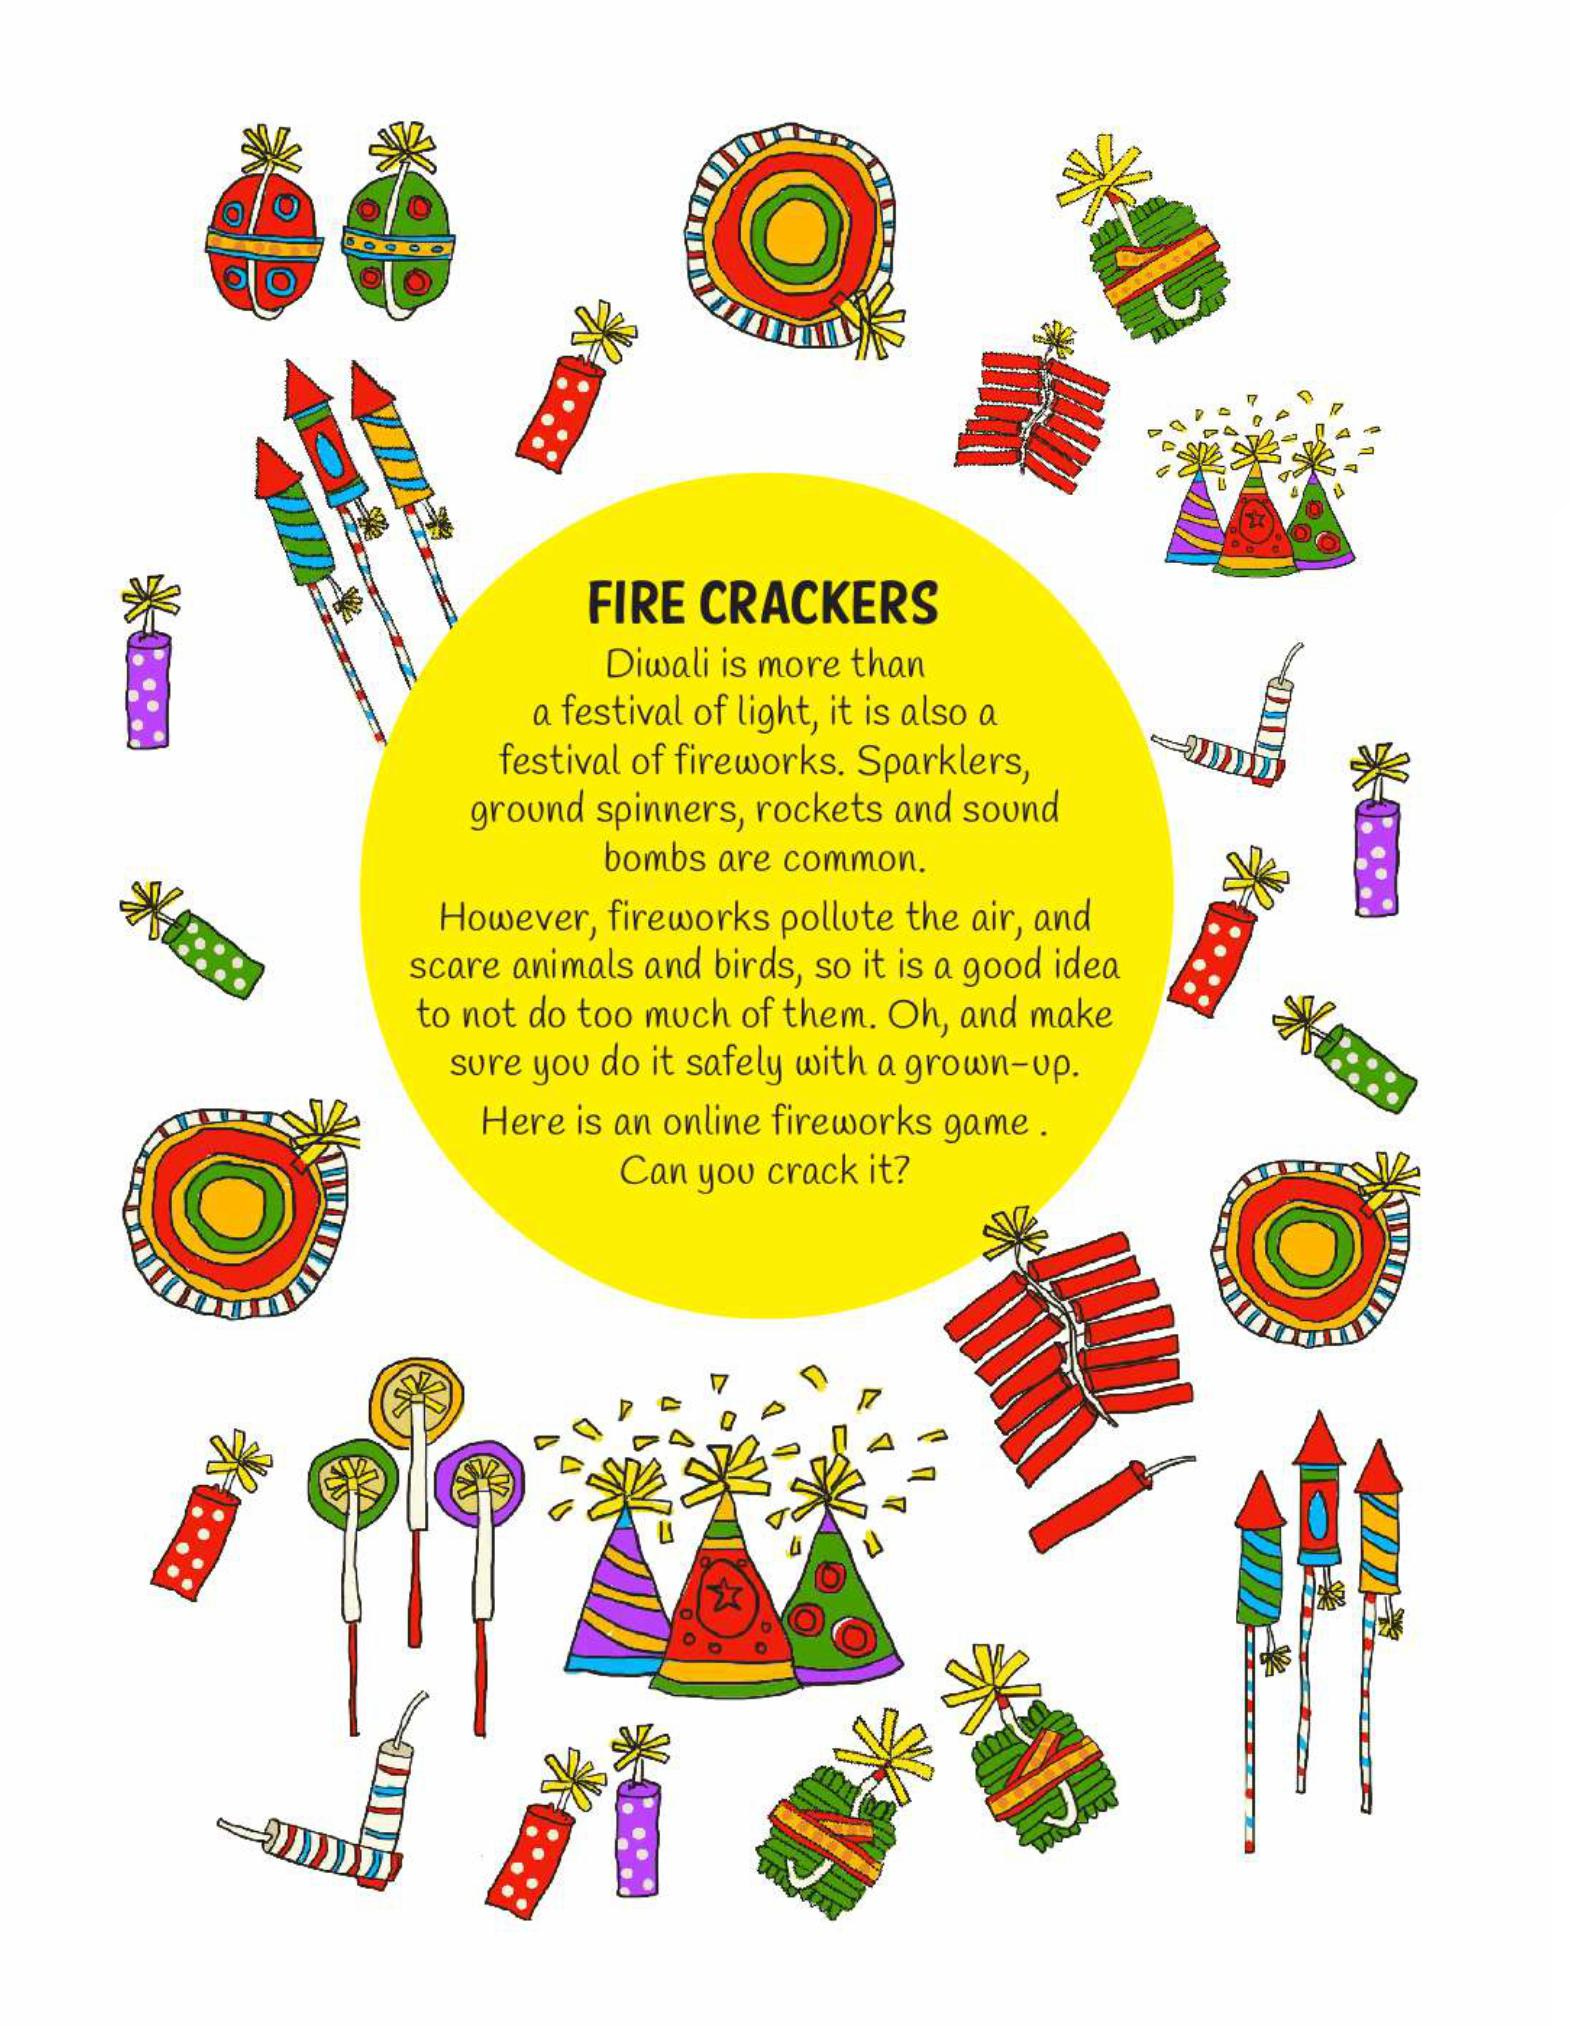 FIRE CRACKERS
Diwali is more than
a festival of light, it is also a
festival of fireworks. Sparklers,
ground spinners, rockets and sound
bombs are common.
However, fireworks pollute the air, and
scare animals and birds, so it is a good idea
to not do too much of them. Oh, and make
sure you do it safely with a grown-up.
Here is an online fireworks game .
Can you crack it?